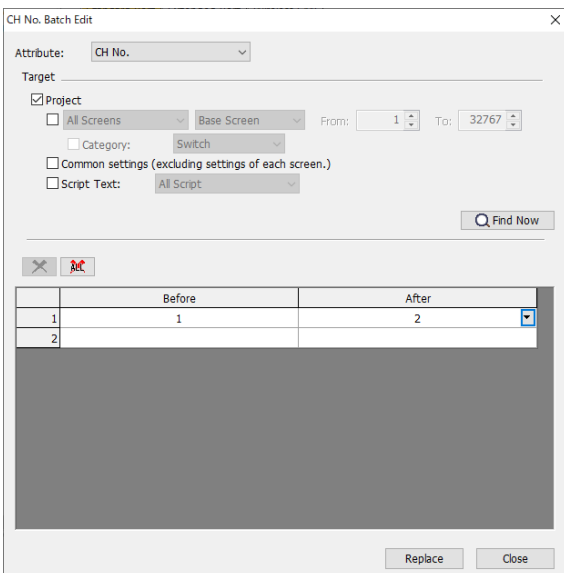 CH No. Batch Edit
Attribute: CH No.
Target
Project
All Screens Base Screen From: 1 To: 32767
Category: Switch
Common settings (excluding settings of each screen.)
Script Text: All Script
Find Now
ALL
Before After
1 1 2
2
Replace Close